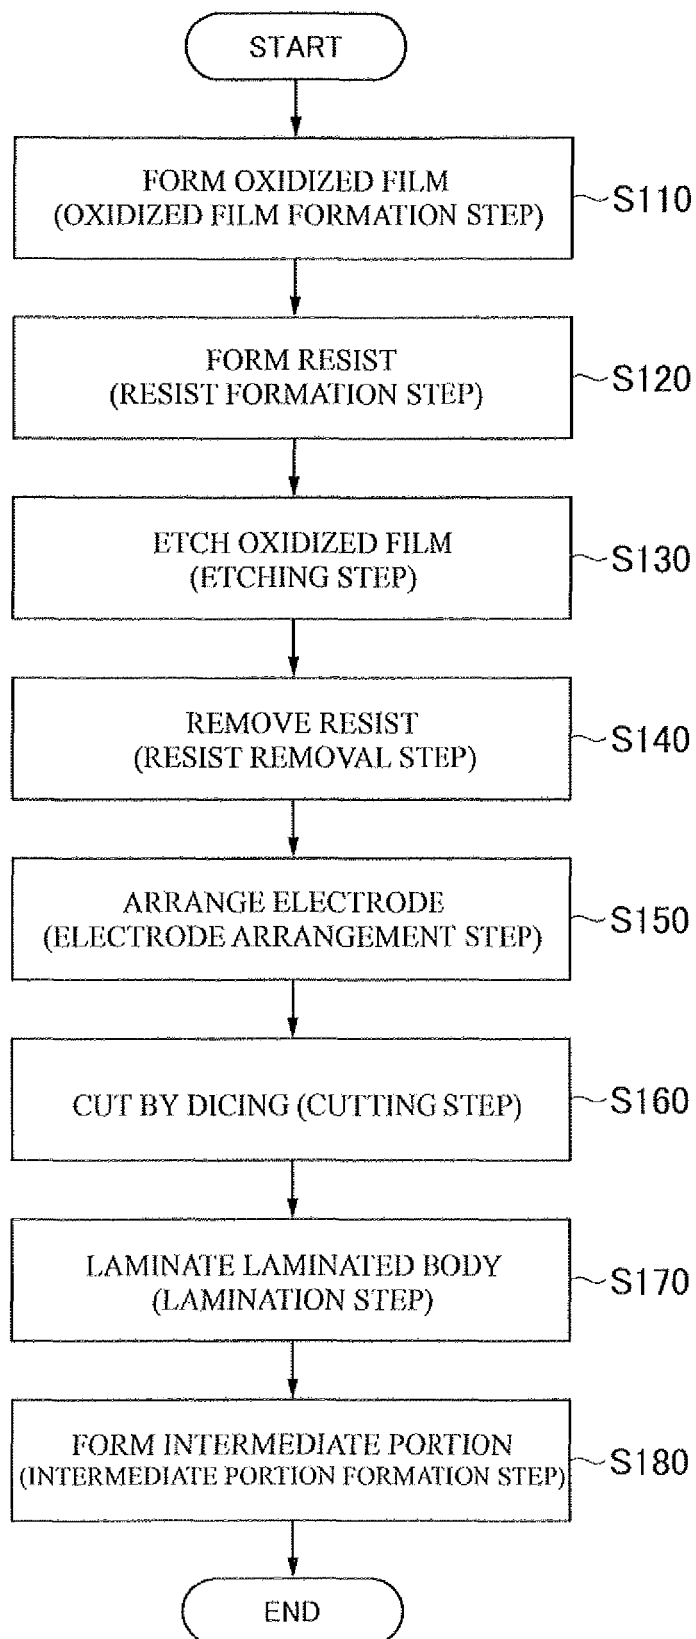 START
FORM OXIDIZED FILM
(OXIDIZED FILM FORMATION STEP)
S110
FORM RESIST
(RESIST FORMATION STEP)
S120
ETCH OXIDIZED FILM
(ETCHING STEP)
S130
REMOVE RESIST
(RESIST REMOVAL STEP)
S140
ARRANGE ELECTRODE
(ELECTRODE ARRANGEMENT STEP)
S150
CUT BY DICING (CUTTING STEP)
S160
LAMINATE LAMINATED BODY
(LAMINATION STEP)
S170
FORM INTERMEDIATE PORTION
(INTERMEDIATE PORTION FORMATION STEP)
S180
END